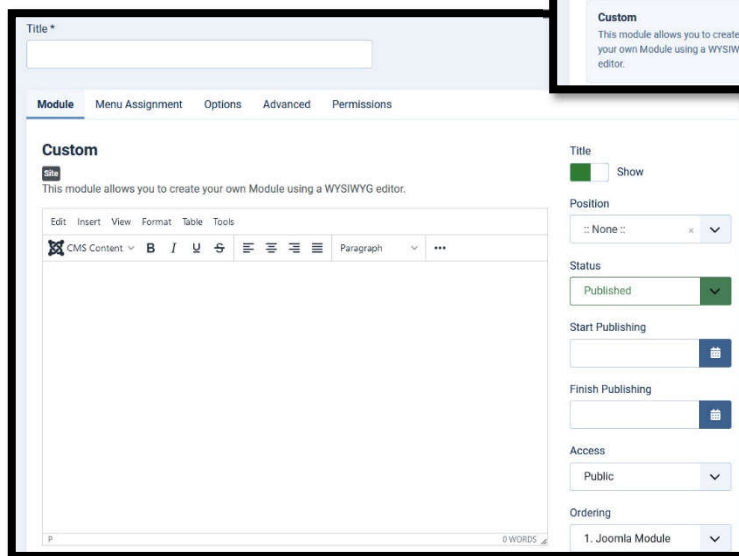 Custom
This module allows you to create
your own Module using a WYSIW
editor.
Title *
Module Menu Assignment Options Advanced Permissions
Custom
Site
This module allows you to create your own Module using a WYSIWYG editor.
Edit Insert View Format Table Tools
CMS Content B I U S Paragraph
P
0 WORDS
Title
Show
Position
:: None ::
Status
Published
Start Publishing
Finish Publishing
Access
Public
Ordering
1. Joomla Module